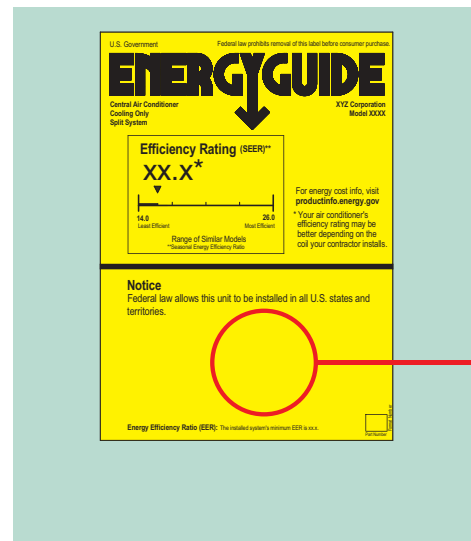 U.S. Government
Federal law prohibits removal of this label before consumer purchase.
ENERGYGUIDE
Central Air Conditioner
Cooling Only
Split System
XYZ Corporation
Model XXXX
Efficiency Rating (SEER)**
XX.X*
14.0
Least Efficient
26.0
Most Efficient
Range of Similar Models
**Seasonal Energy Efficiency Ratio
For energy cost info, visit
productinfo.energy.gov
* Your air conditioner's
efficiency rating may be
better depending on the
coil your contractor installs.
Notice
Federal law allows this unit to be installed in all U.S. states and
territories.
Energy Efficiency Ratio (EER): The installed system's minimum EER is xx.x.
Part Number